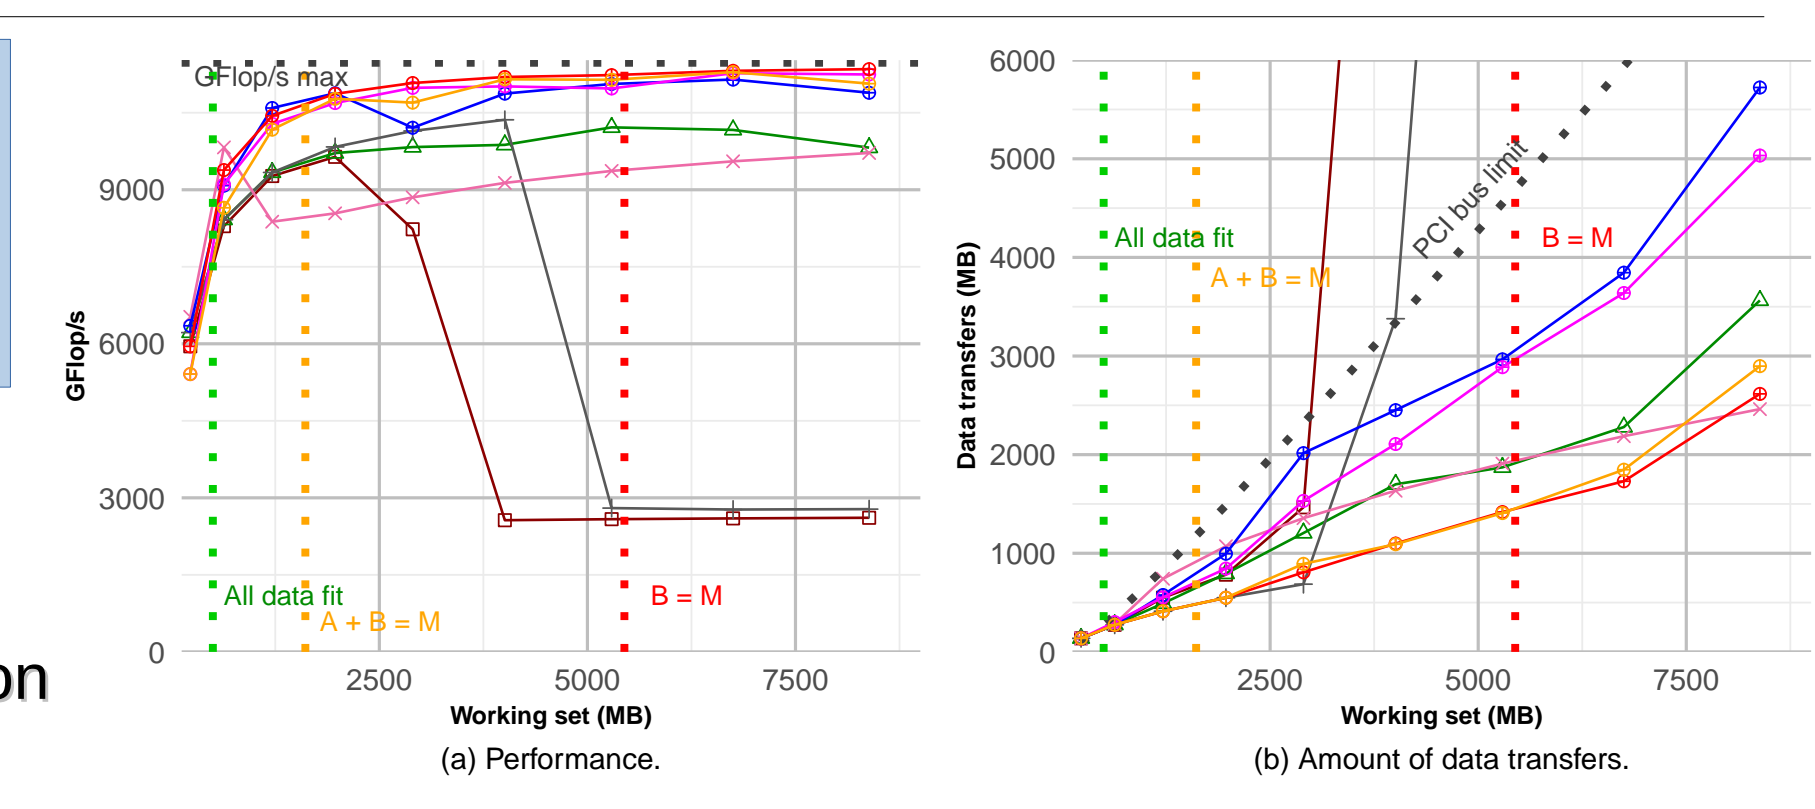 GFlop/s max
9000
6000
3000
0
GFlop/s
All data fit
A + B = M
B = M
2500
5000
7500
Working set (MB)
(a) Performance.
6000
5000
4000
3000
2000
1000
0
Data transfers (MB)
PCI bus limit
All data fit
A + B = M
B = M
2500
5000
7500
Working set (MB)
(b) Amount of data transfers.
on